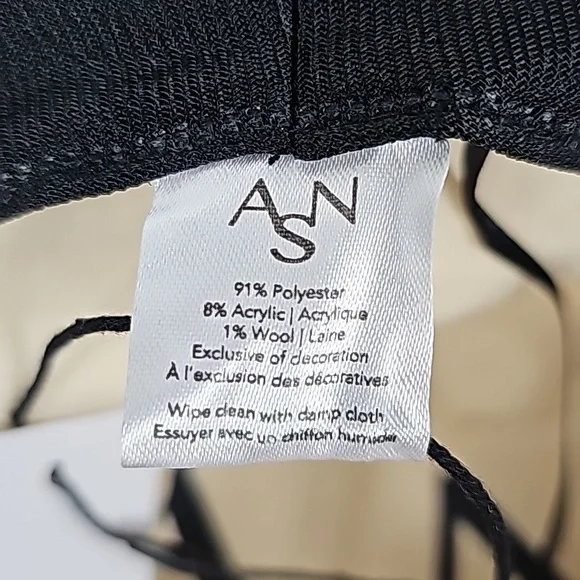 ASN
91% Polyester
8% Acrylic | Acrylique
1% Wool | Laine
Exclusive of decoration
À l'exclusion des décoratives
Wipe clean with damp cloth
Essuyer avec un chiffon humide